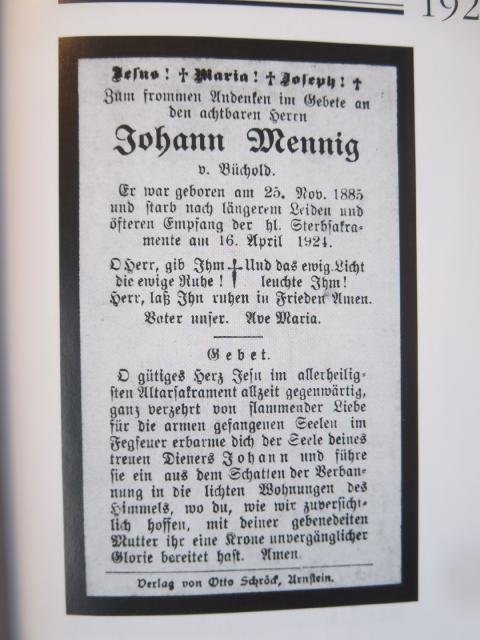 192
Jesus! † Maria! † Joseph! †
Zum frommen Andenken im Gebete an
den achtbaren Herrn
Johann Mennig
v. Büchold.
Er war geboren am 25. Nov. 1885
und starb nach längerem Leiden und
öfteren Empfang der hl. Sterbsakra-
mente am 16. April 1924.
O Herr, gib Ihm † Und das ewig. Licht
die ewige Ruhe! leuchte Ihm!
Herr, laß Ihn ruhen in Frieden Amen.
Vater unser. Ave Maria.
Gebet.
O gütiges Herz Jesu im allerheilig-
sten Altarsakrament allzeit gegenwärtig,
ganz verzehrt von flammender Liebe
für die armen gefangenen Seelen im
Fegfeuer erbarme dich der Seele deines
treuen Dieners Johann und führe
sie ein aus dem Schatten der Verban-
nung in die lichten Wohnungen des
Himmels, wo du, wie wir zuversicht-
lich hoffen, mit deiner gebenedeiten
Mutter ihr eine Krone unvergänglicher
Glorie bereitet hast. Amen.
Verlag von Otto Schröck, Arnstein.